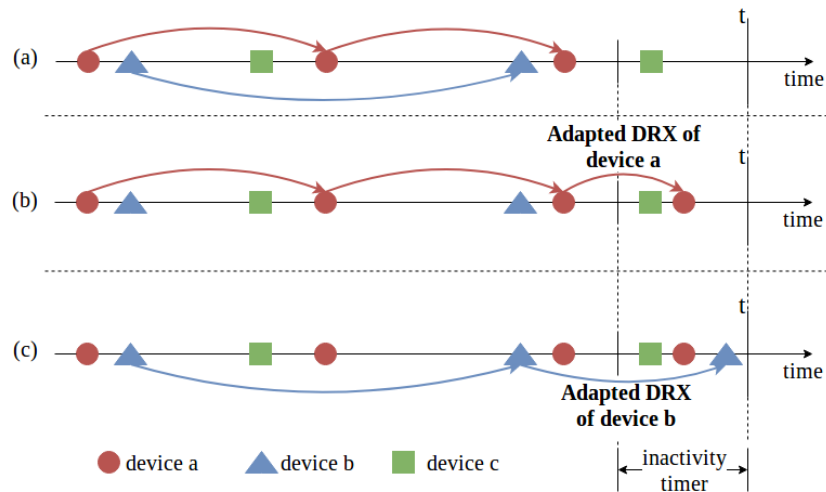 t
(a)
time
Adapted DRX of
device a
t
(b)
time
t
(c)
time
Adapted DRX
of device b
device a
device b
device c
inactivity
timer